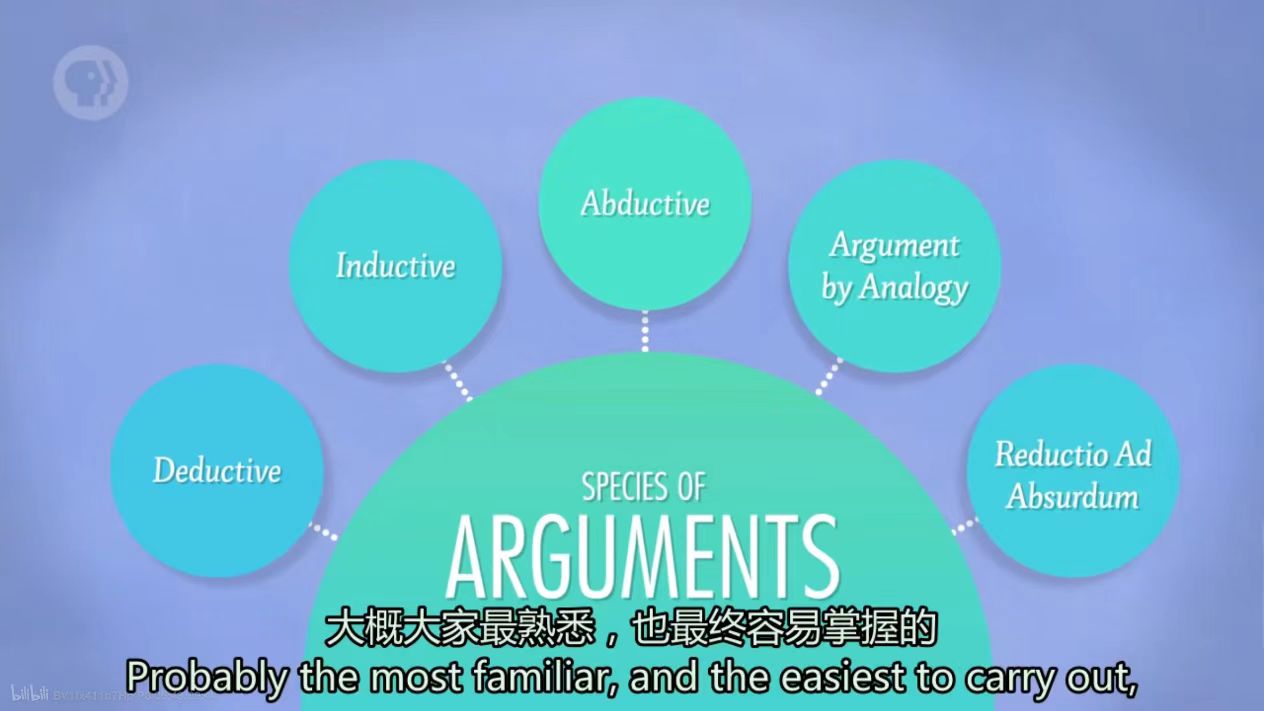 Abductive
Inductive
Argument
by Analogy
Deductive
Reductio Ad
Absurdum
SPECIES OF
ARGUMENTS
大概大家最熟悉，也最终容易掌握的
Probably the most familiar, and the easiest to carry out,
bilibili